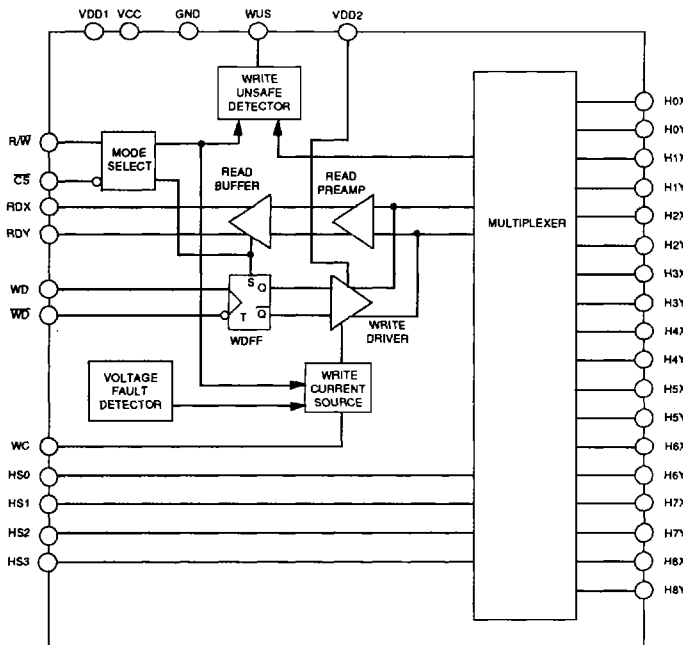 VDD1 VCC GND WUS VDD2
WRITE
UNSAFE
DETECTOR
R/W̅
MODE
SELECT
C̅S̅
READ
BUFFER
READ
PREAMP
RDX
RDY
MULTIPLEXER
WD
W̅D̅
S Q
T Q̅
WDFF
WRITE
DRIVER
VOLTAGE
FAULT
DETECTOR
WRITE
CURRENT
SOURCE
WC
HS0
HS1
HS2
HS3
H0X
H0Y
H1X
H1Y
H2X
H2Y
H3X
H3Y
H4X
H4Y
H5X
H5Y
H6X
H6Y
H7X
H7Y
H8X
H8Y